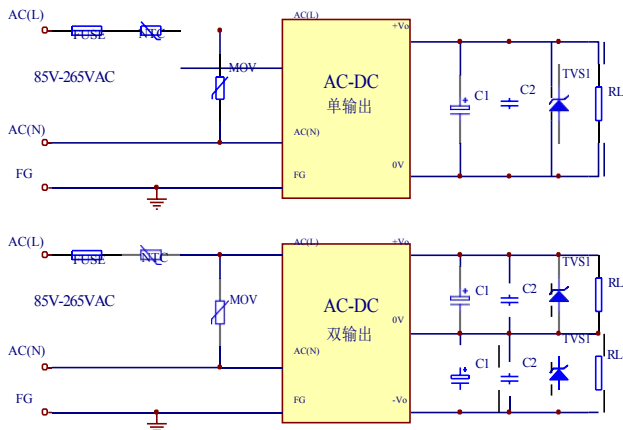 AC(L)
FUSE
NTC
85V-265VAC
MOV
AC(N)
FG
AC(L)
+Vo
AC-DC
单输出
AC(N)
FG
0V
C1
C2
TVS1
RL
AC(L)
FUSE
NTC
85V-265VAC
MOV
AC(N)
FG
AC(L)
+Vo
AC-DC
0V
双输出
AC(N)
FG
-Vo
C1
C2
TVS1
RL
C1
C2
TVS1
RL